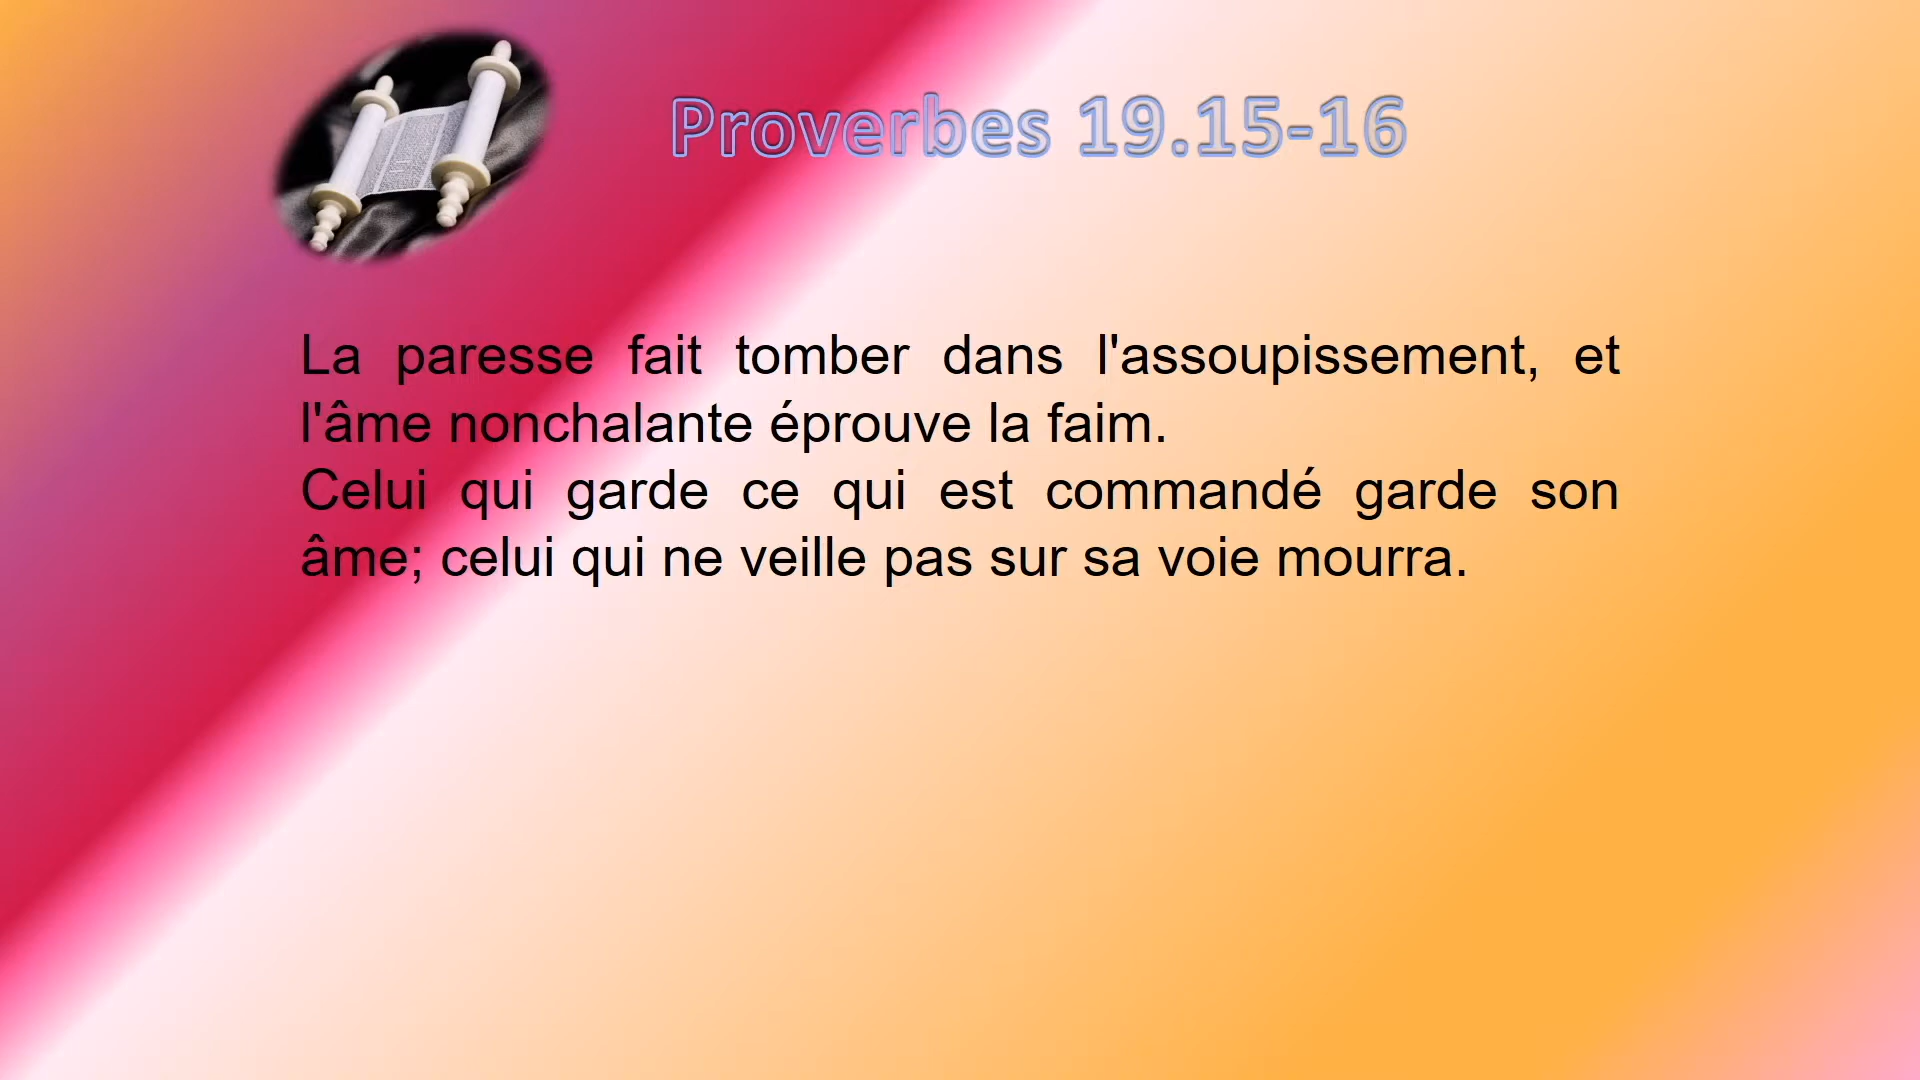 Proverbes 19.15-16
La paresse fait tomber dans l'assoupissement, et
l'âme nonchalante éprouve la faim.
Celui qui garde ce qui est commandé garde son
âme; celui qui ne veille pas sur sa voie mourra.